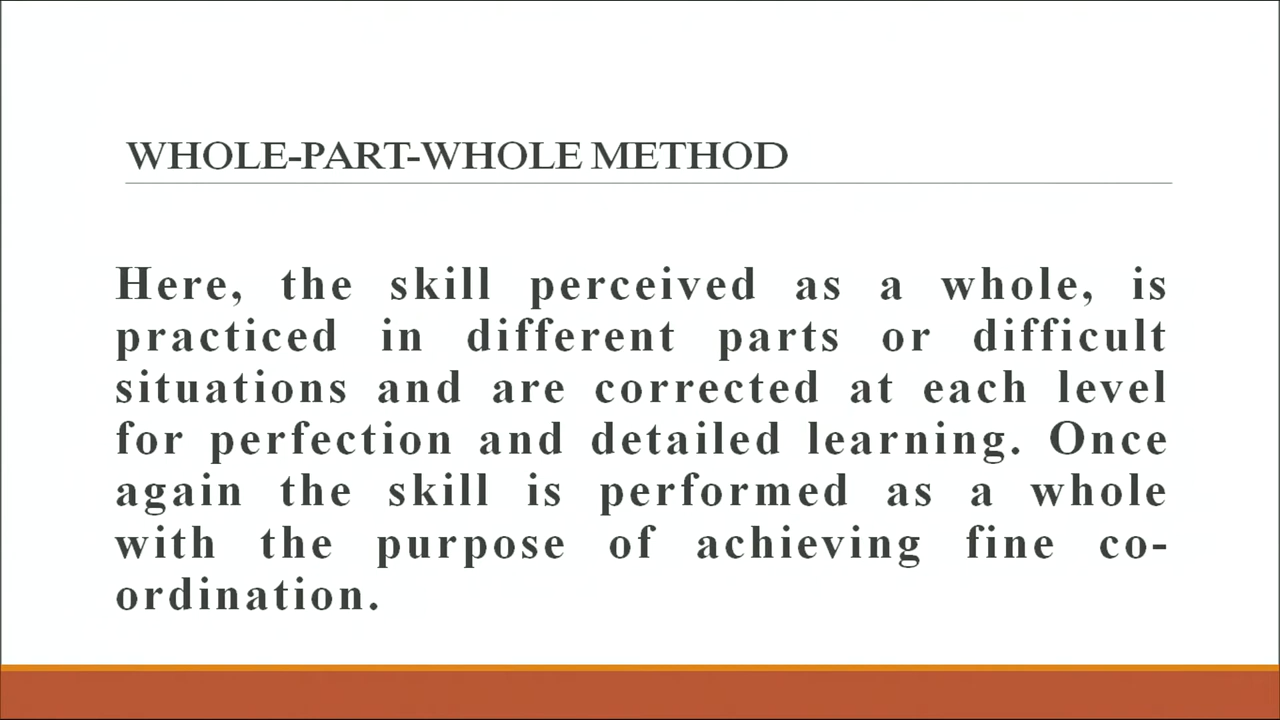 WHOLE-PART-WHOLE METHOD
Here, the skill perceived as a whole, is
practiced in different parts or difficult
situations and are corrected at each level
for perfection and detailed learning. Once
again the skill is performed as a whole
with the purpose of achieving fine co-
ordination.